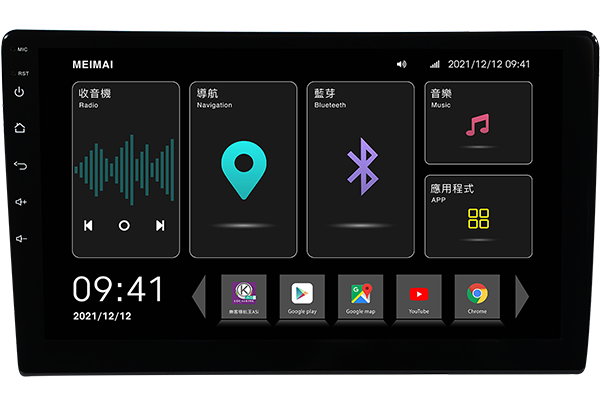 MIC
RST
MEIMAI
2021/12/12 09:41
收音機
Radio
導航
Navigation
藍芽
Blueteeth
音樂
Music
應用程式
APP
09:41
2021/12/12
Google play
Google map
YouTube
Chrome